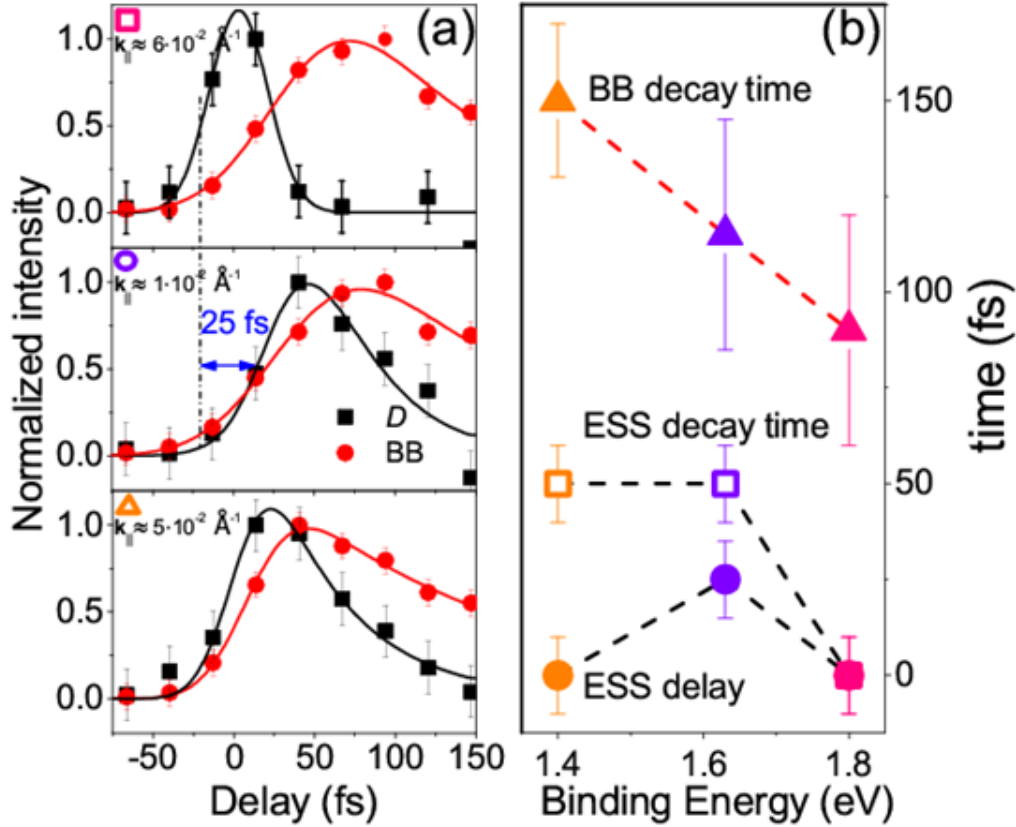 (a)
k|| ≈ 6·10⁻² Å⁻¹
1.0
0.5
0.0
k|| ≈ 1·10⁻² Å⁻¹
1.0
25 fs
0.5
D
BB
0.0
k|| ≈ 5·10⁻² Å⁻¹
1.0
0.5
0.0
Normalized intensity
-50 0 50 100 150
Delay (fs)
(b)
BB decay time
150
100
ESS decay time
50
0
ESS delay
time (fs)
1.4 1.6 1.8
Binding Energy (eV)